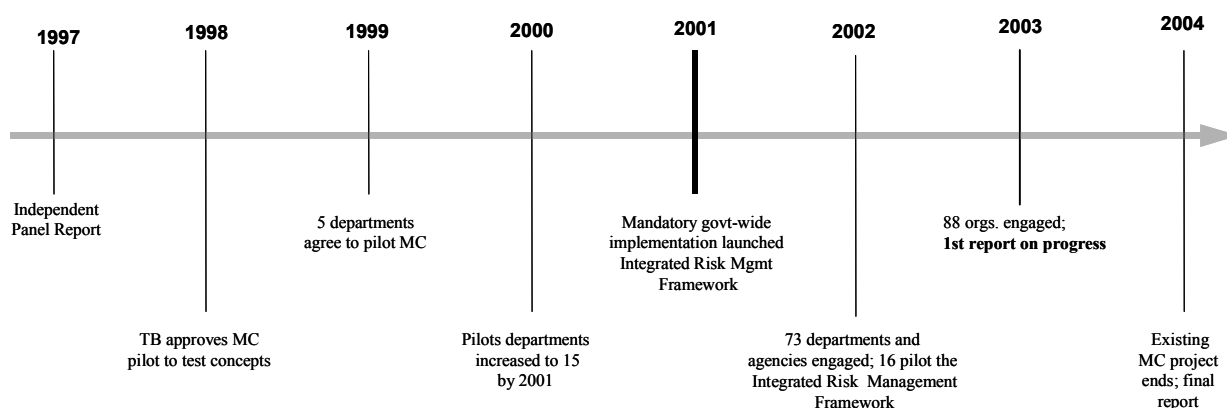 1997
1998
1999
2000
2001
2002
2003
2004
Independent
Panel Report
TB approves MC
pilot to test concepts
5 departments
agree to pilot MC
Pilots departments
increased to 15
by 2001
Mandatory govt-wide
implementation launched
Integrated Risk Mgmt
Framework
73 departments and
agencies engaged; 16 pilot the
Integrated Risk Management
Framework
88 orgs. engaged;
1st report on progress
Existing
MC project
ends; final
report